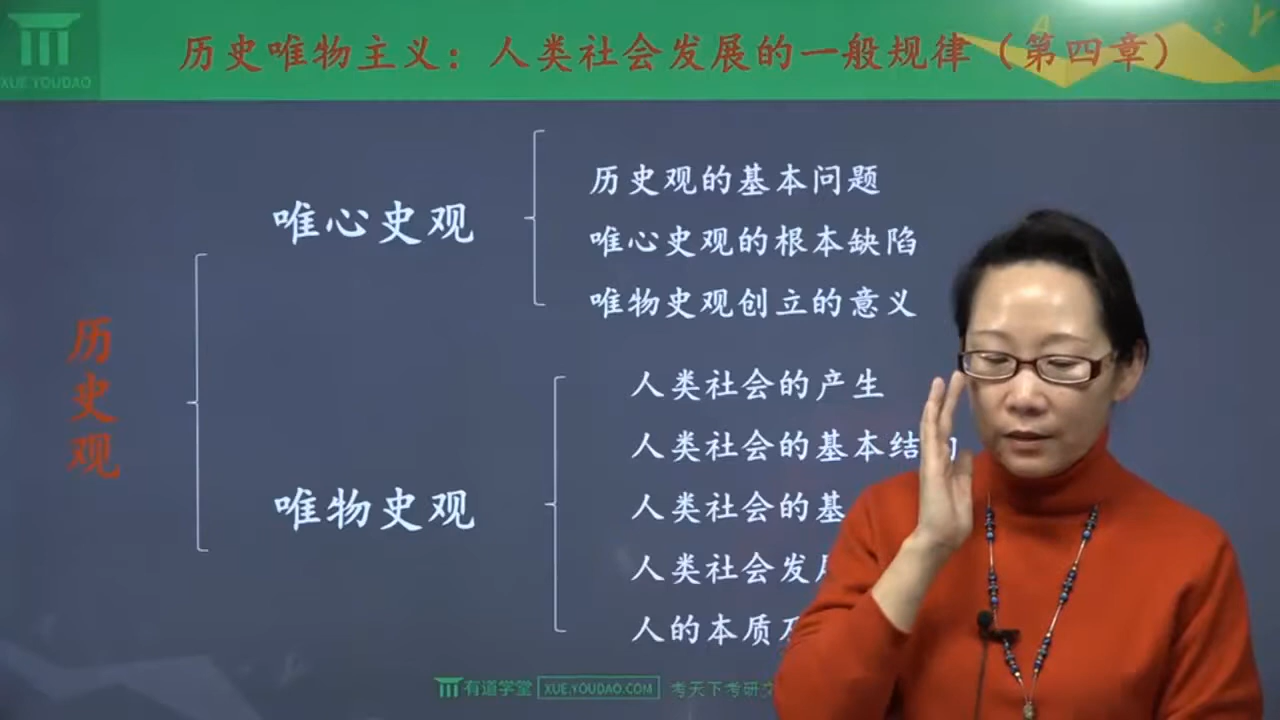 XUE.YOUDAO
历史唯物主义：人类社会发展的一般规律（第四章）
历史观
唯心史观
历史观的基本问题
唯心史观的根本缺陷
唯物史观创立的意义
唯物史观
人类社会的产生
人类社会的基本结
人类社会的基
人类社会发
人的本质
有道学堂 XUE.YOUDAO.COM 考天下考研